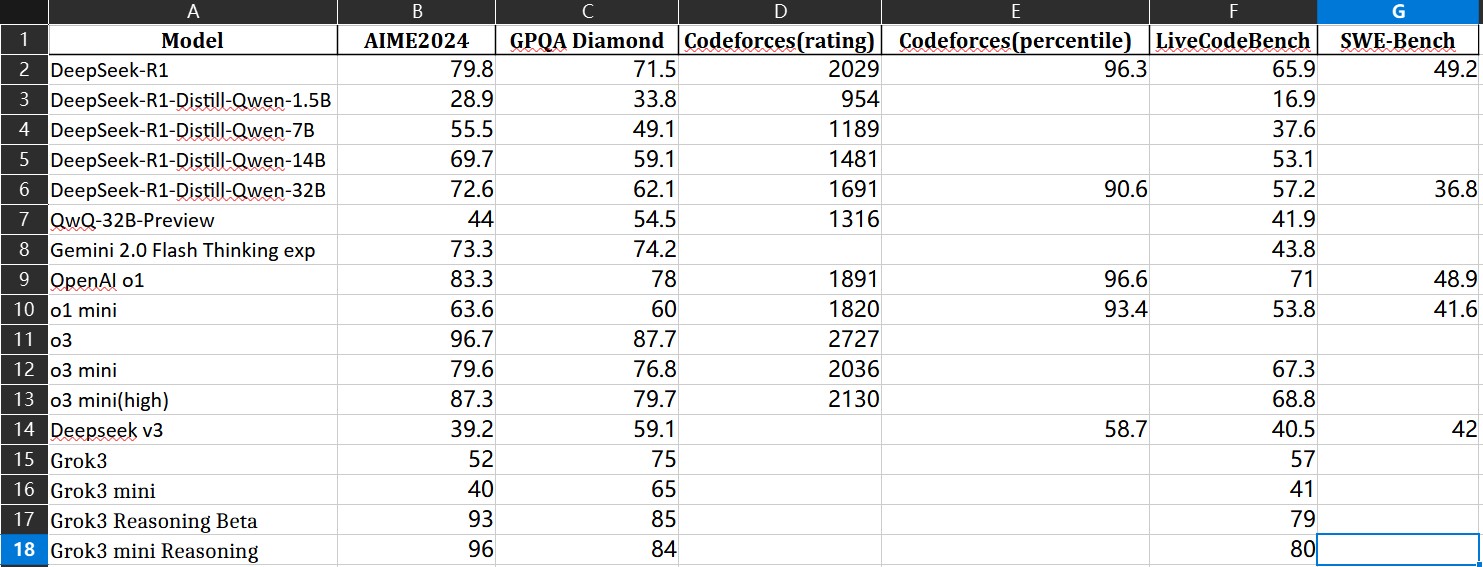 A B C D E F G
1 Model AIME2024 GPQA Diamond Codeforces(rating) Codeforces(percentile) LiveCodeBench SWE-Bench
2 DeepSeek-R1 79.8 71.5 2029 96.3 65.9 49.2
3 DeepSeek-R1-Distill-Qwen-1.5B 28.9 33.8 954 16.9
4 DeepSeek-R1-Distill-Qwen-7B 55.5 49.1 1189 37.6
5 DeepSeek-R1-Distill-Qwen-14B 69.7 59.1 1481 53.1
6 DeepSeek-R1-Distill-Qwen-32B 72.6 62.1 1691 90.6 57.2 36.8
7 QwQ-32B-Preview 44 54.5 1316 41.9
8 Gemini 2.0 Flash Thinking exp 73.3 74.2 43.8
9 OpenAI o1 83.3 78 1891 96.6 71 48.9
10 o1 mini 63.6 60 1820 93.4 53.8 41.6
11 o3 96.7 87.7 2727
12 o3 mini 79.6 76.8 2036 67.3
13 o3 mini(high) 87.3 79.7 2130 68.8
14 Deepseek v3 39.2 59.1 58.7 40.5 42
15 Grok3 52 75 57
16 Grok3 mini 40 65 41
17 Grok3 Reasoning Beta 93 85 79
18 Grok3 mini Reasoning 96 84 80